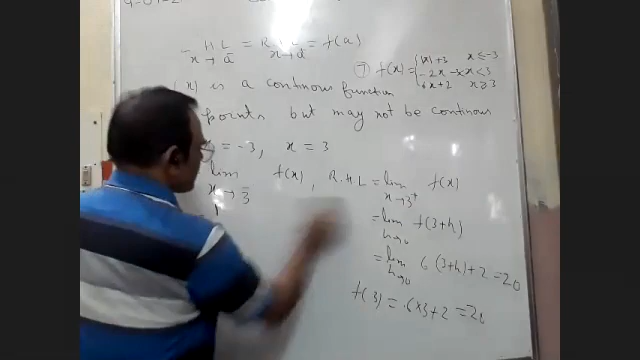 L H L = R H L = f(a)
x→a⁻ x→a
⑦ f(x) = { |x|+3 x ≤ -3
-2x -3<x<3
6x+2 x ≥ 3
(x) is a continous function
points but may not be continous
= -3, x = 3
lim f(x), R.H.L = lim f(x)
x→3⁻ x→3⁺
= lim f(3+h)
h→0
= lim 6(3+h)+2 = 20
h→0
f(3) = 6×3+2 = 20